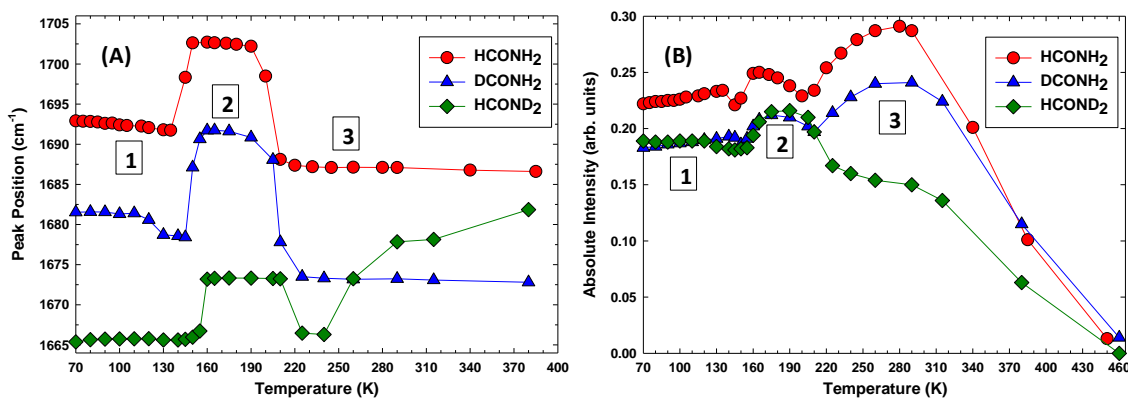 (A)
HCONH2
DCONH2
HCOND2
1
2
3
Peak Position (cm-1)
1705
1700
1695
1690
1685
1680
1675
1670
1665
70 100 130 160 190 220 250 280 310 340 370
Temperature (K)
(B)
HCONH2
DCONH2
HCOND2
1
2
3
Absolute Intensity (arb. units)
0.30
0.25
0.20
0.15
0.10
0.05
0.00
70 100 130 160 190 220 250 280 310 340 370 400 430 460
Temperature (K)